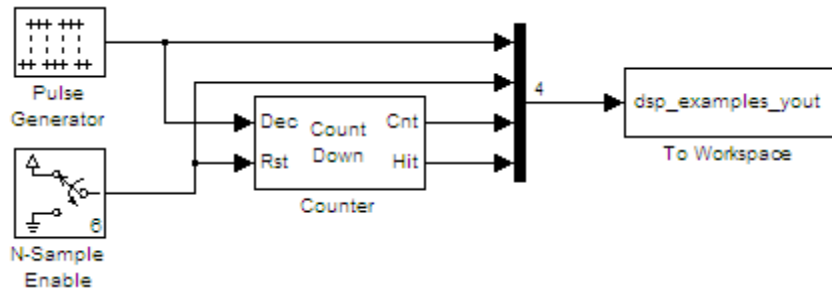 Pulse
Generator
Dec
Count
Down
Cnt
Rst
Hit
Counter
4
dsp_examples_yout
To Workspace
6
N-Sample
Enable